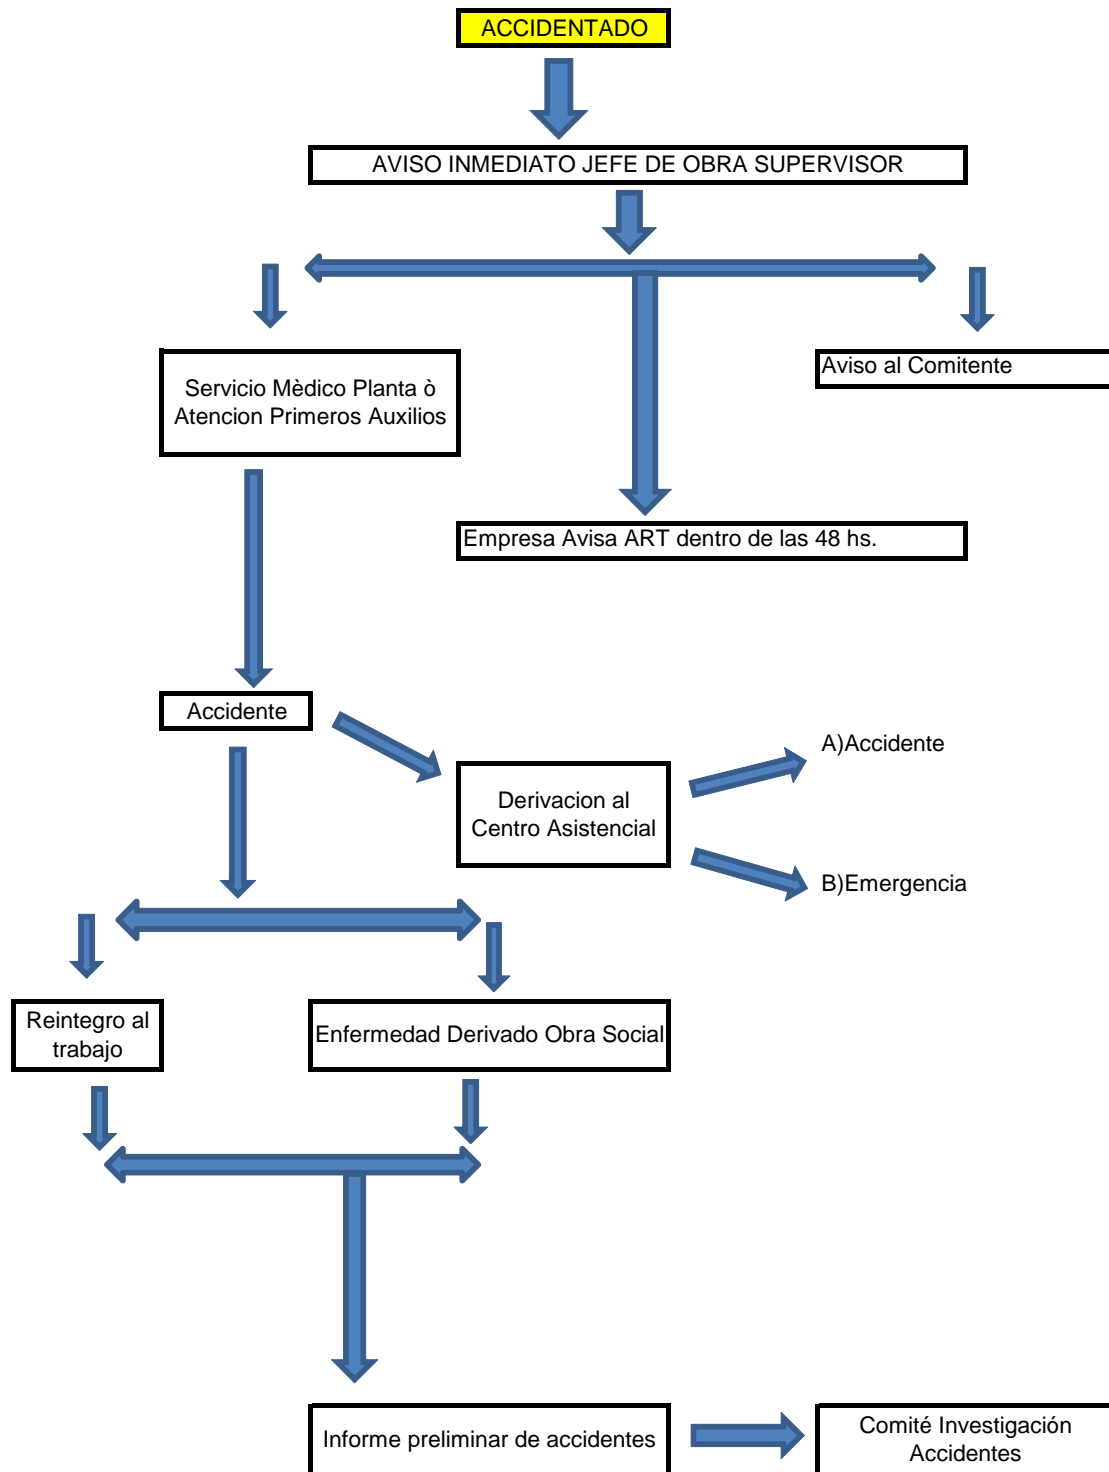 ACCIDENTADO
AVISO INMEDIATO JEFE DE OBRA SUPERVISOR
Servicio Mèdico Planta ò
Atencion Primeros Auxilios
Aviso al Comitente
Empresa Avisa ART dentro de las 48 hs.
Accidente
A)Accidente
Derivacion al
Centro Asistencial
B)Emergencia
Reintegro al
trabajo
Enfermedad Derivado Obra Social
Informe preliminar de accidentes
Comité Investigación
Accidentes